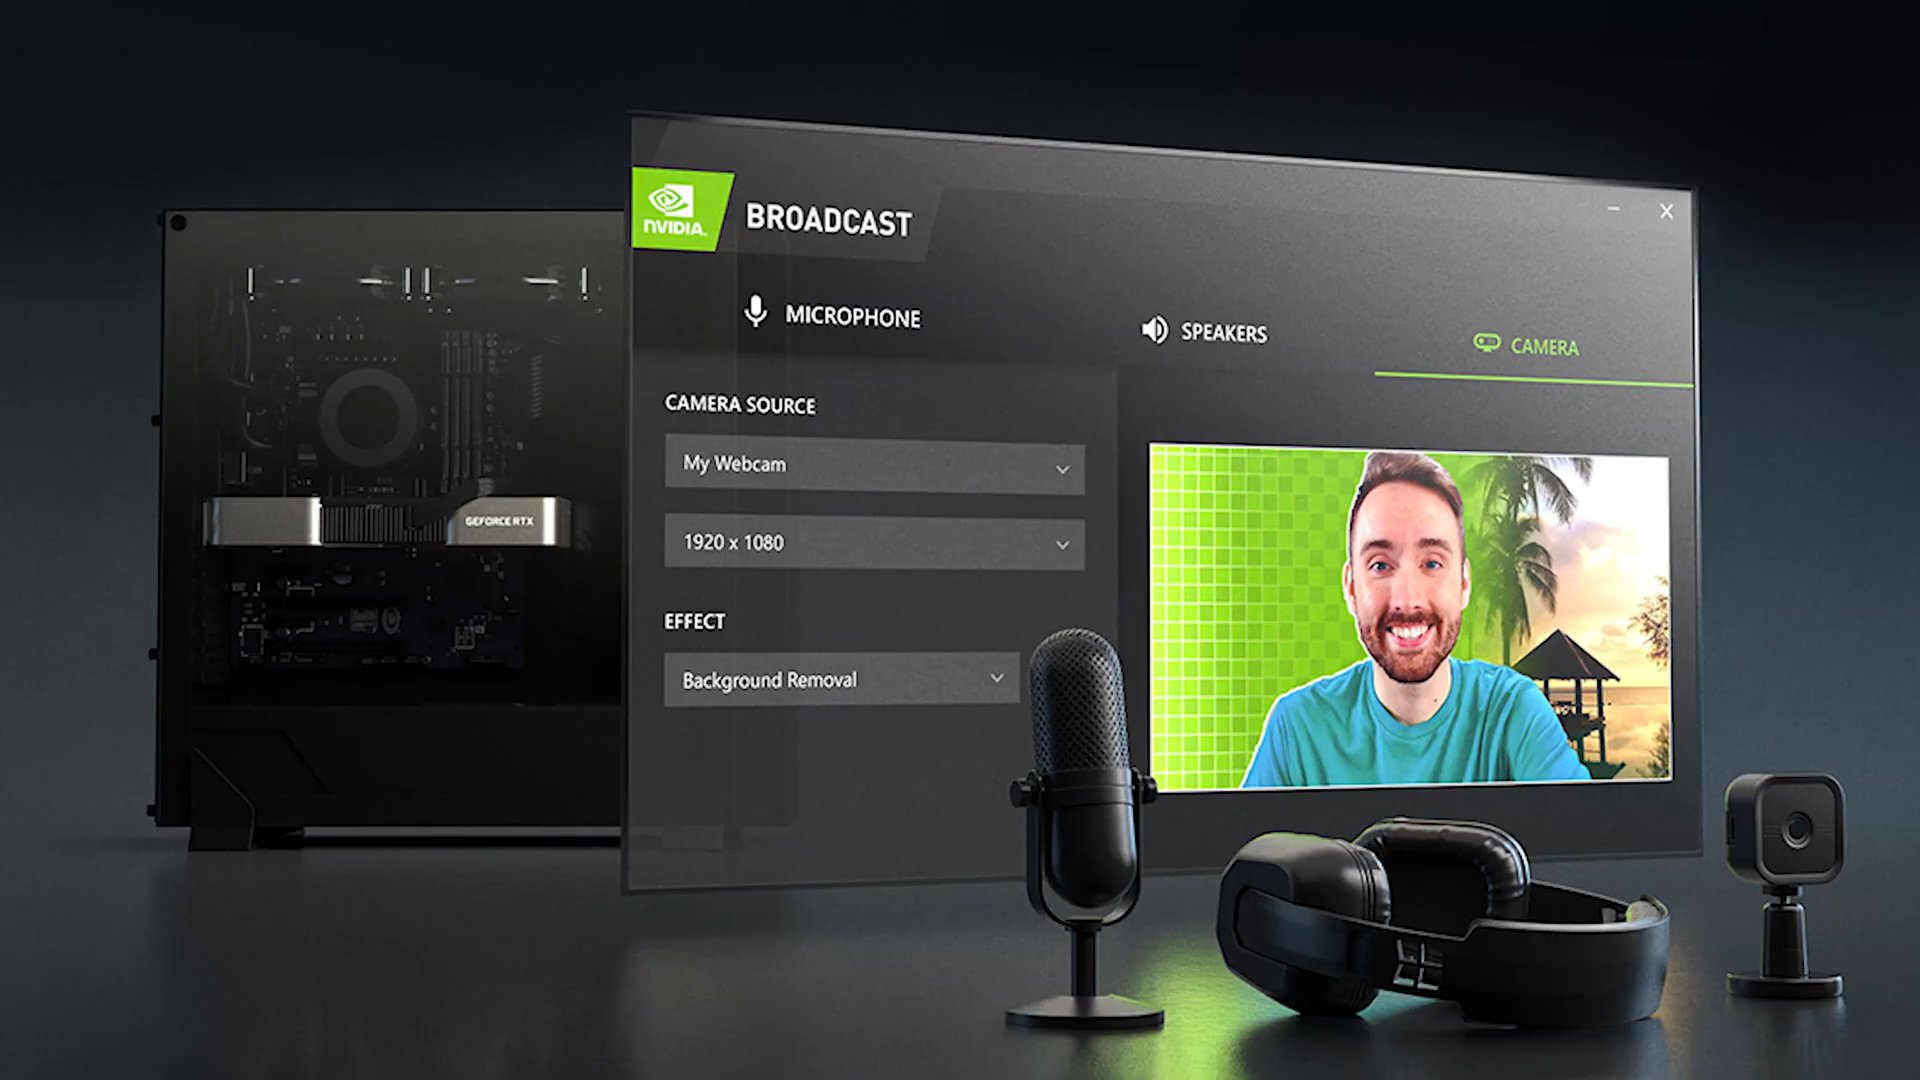 NVIDIA.
BROADCAST
MICROPHONE
SPEAKERS
CAMERA
CAMERA SOURCE
My Webcam
1920 x 1080
EFFECT
Background Removal
GEFORCE RTX